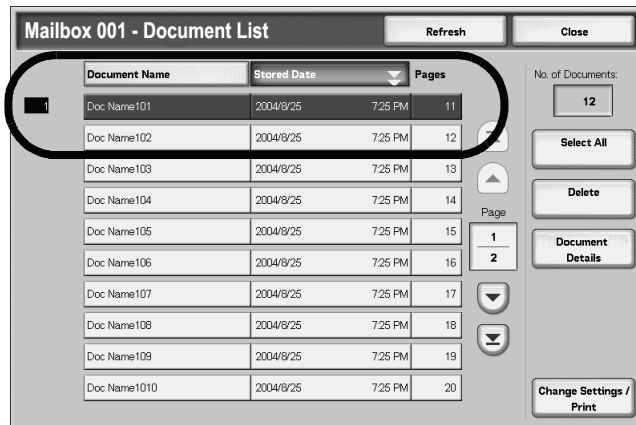 Mailbox 001 - Document List Refresh Close
Document Name Stored Date Pages
No. of Documents:
12
1 Doc Name101 2004/8/25 7:25 PM 11
Doc Name102 2004/8/25 7:25 PM 12
Select All
Doc Name103 2004/8/25 7:25 PM 13
Doc Name104 2004/8/25 7:25 PM 14
Delete
Page
Doc Name105 2004/8/25 7:25 PM 15
1
2
Document
Details
Doc Name106 2004/8/25 7:25 PM 16
Doc Name107 2004/8/25 7:25 PM 17
Doc Name108 2004/8/25 7:25 PM 18
Doc Name109 2004/8/25 7:25 PM 19
Doc Name1010 2004/8/25 7:25 PM 20
Change Settings /
Print